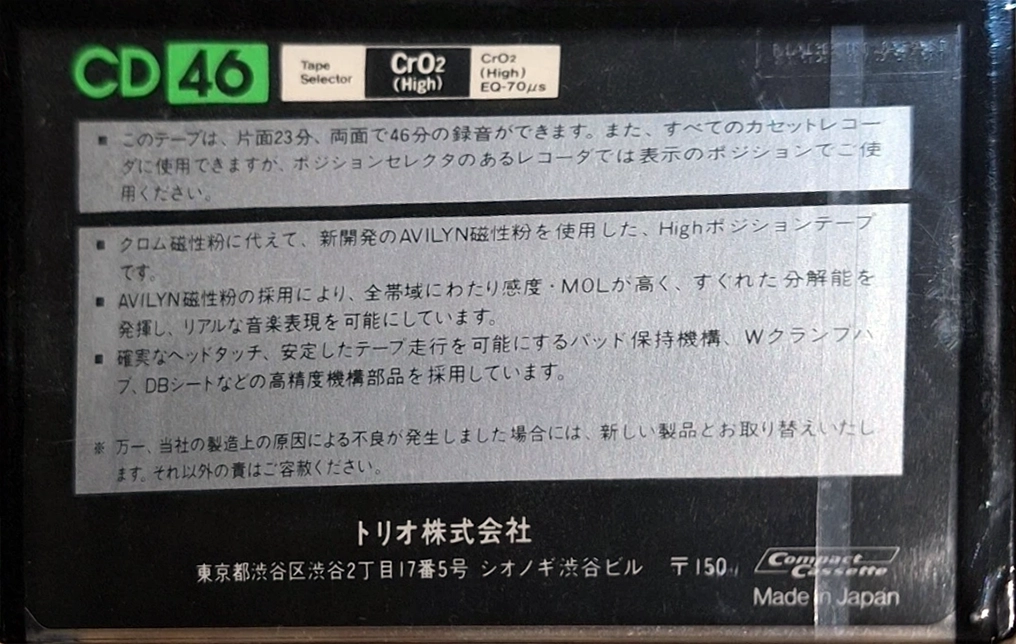 CD 46 Tape Selector CrO2 (High) CrO2 (High) EQ-70μs
■ このテープは、片面23分、両面で46分の録音ができます。また、すべてのカセットレコー
ダに使用できますが、ポジションセレクタのあるレコーダでは表示のポジションでご使
用ください。
■ クロム磁性粉に代えて、新開発のAVILYN磁性粉を使用した、Highポジションテープ
です。
■ AVILYN磁性粉の採用により、全帯域にわたり感度・MOLが高く、すぐれた分解能を
発揮し、リアルな音楽表現を可能にしています。
■ 確実なヘッドタッチ、安定したテープ走行を可能にするパッド保持機構、Wクランプハ
ブ、DBシートなどの高精度機構部品を採用しています。
※ 万一、当社の製造上の原因による不良が発生しました場合には、新しい製品とお取り替えいたし
ます。それ以外の責はご容赦ください。
トリオ株式会社
東京都渋谷区渋谷2丁目17番5号 シオノギ渋谷ビル 〒150
Compact Cassette
Made in Japan